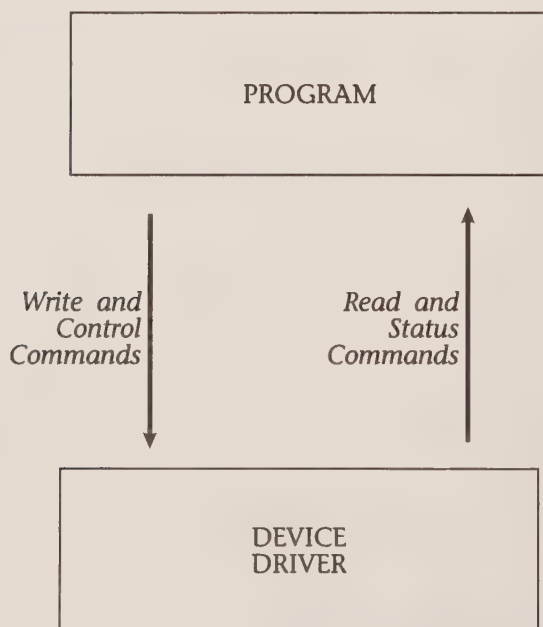 PROGRAM
Write and
Control
Commands
Read and
Status
Commands
DEVICE
DRIVER